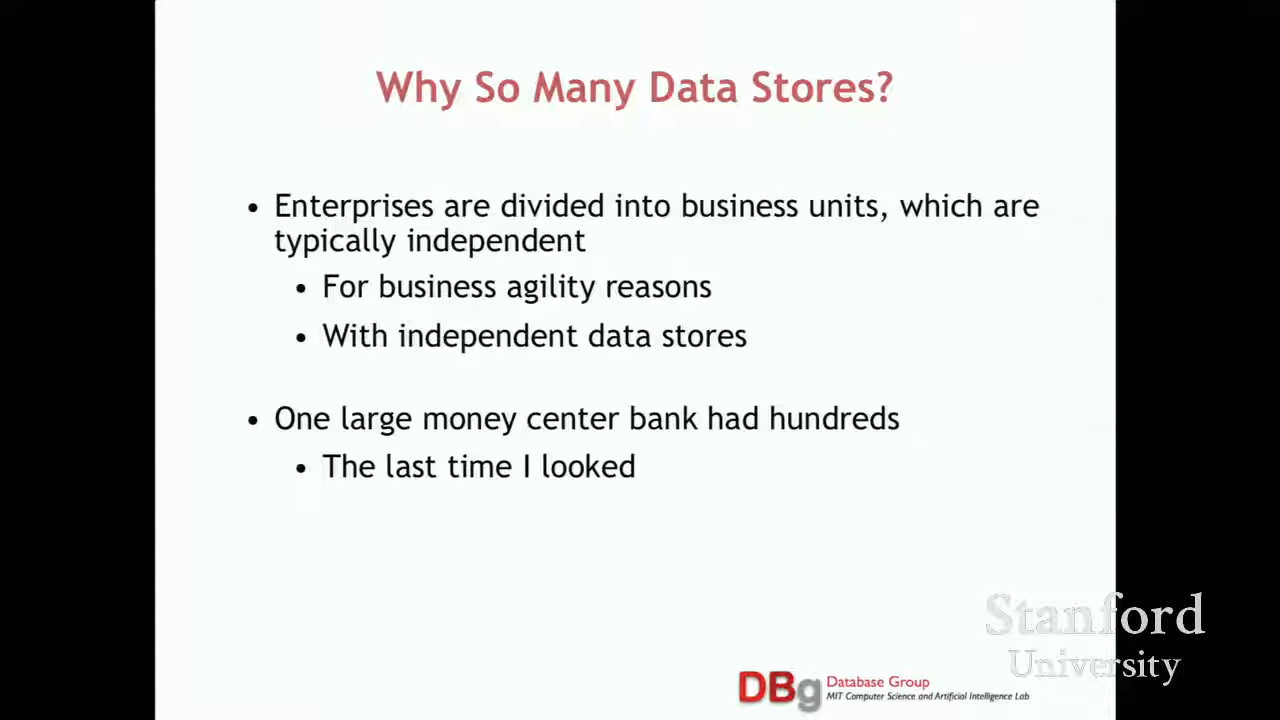 Why So Many Data Stores?
• Enterprises are divided into business units, which are
typically independent
• For business agility reasons
• With independent data stores
• One large money center bank had hundreds
• The last time I looked
Stanford
University
DBg Database Group
MIT Computer Science and Artificial Intelligence Lab